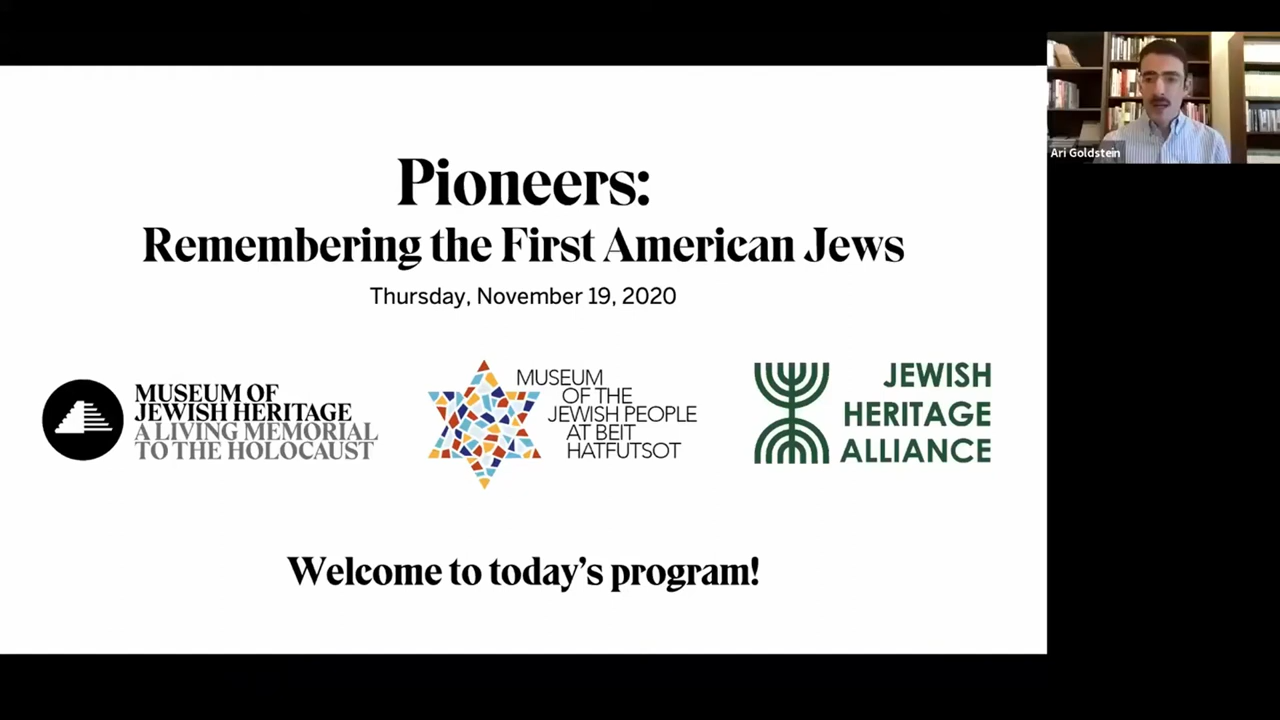 Pioneers:
Remembering the First American Jews
Thursday, November 19, 2020
MUSEUM OF
JEWISH HERITAGE
A LIVING MEMORIAL
TO THE HOLOCAUST
MUSEUM
OF THE
JEWISH PEOPLE
AT BEIT
HATFUTSOT
JEWISH
HERITAGE
ALLIANCE
Welcome to today's program!
Ari Goldstein